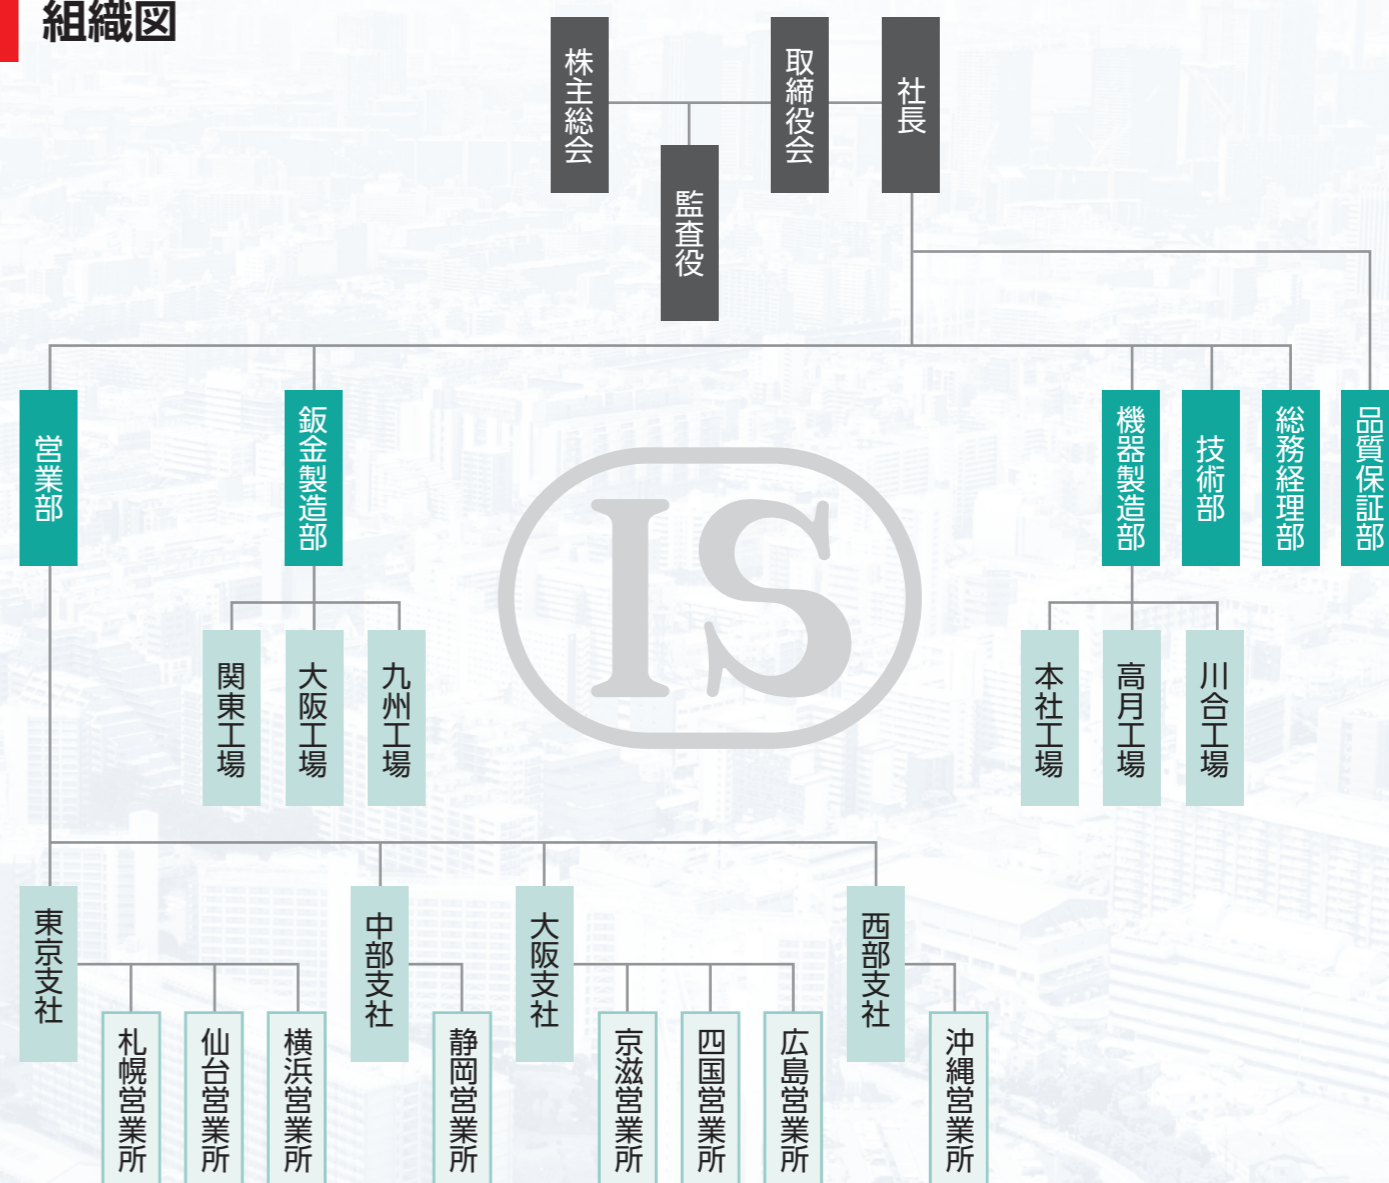 組織図
株主総会
取締役会
社長
監査役
営業部
鈑金製造部
機器製造部
技術部
総務経理部
品質保証部
IS
関東工場
大阪工場
九州工場
本社工場
高月工場
川合工場
東京支社
中部支社
大阪支社
西部支社
札幌営業所
仙台営業所
横浜営業所
静岡営業所
京滋営業所
四国営業所
広島営業所
沖縄営業所